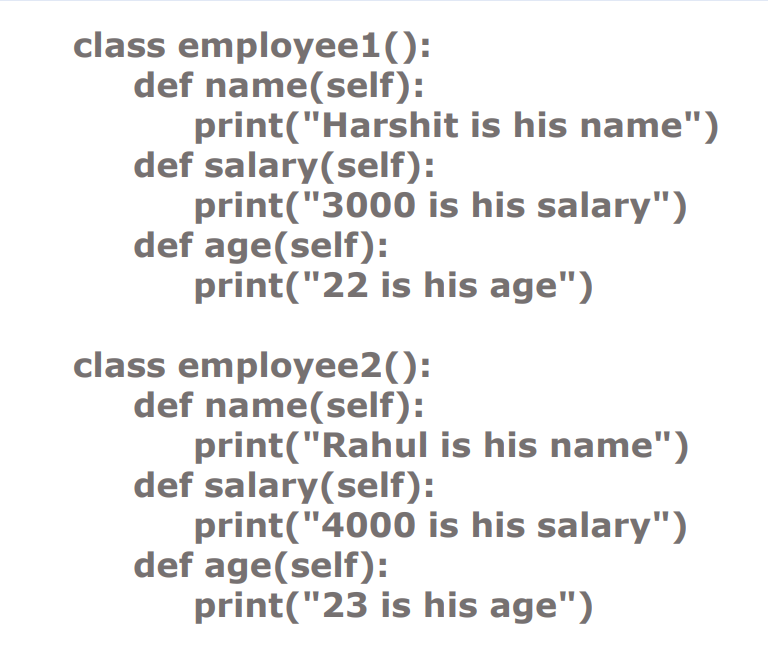 class employee1():
    def name(self):
        print("Harshit is his name")
    def salary(self):
        print("3000 is his salary")
    def age(self):
        print("22 is his age")

class employee2():
    def name(self):
        print("Rahul is his name")
    def salary(self):
        print("4000 is his salary")
    def age(self):
        print("23 is his age")